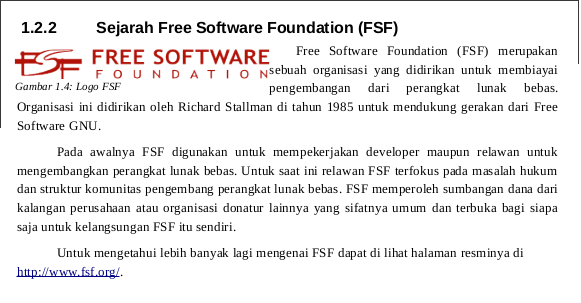 1.2.2 Sejarah Free Software Foundation (FSF)
FREE SOFTWARE
FOUNDATION
Gambar 1.4: Logo FSF
Free Software Foundation (FSF) merupakan
sebuah organisasi yang didirikan untuk membiayai
pengembangan dari perangkat lunak bebas.
Organisasi ini didirikan oleh Richard Stallman di tahun 1985 untuk mendukung gerakan dari Free
Software GNU.
Pada awalnya FSF digunakan untuk mempekerjakan developer maupun relawan untuk
mengembangkan perangkat lunak bebas. Untuk saat ini relawan FSF terfokus pada masalah hukum
dan struktur komunitas pengembang perangkat lunak bebas. FSF memperoleh sumbangan dana dari
kalangan perusahaan atau organisasi donatur lainnya yang sifatnya umum dan terbuka bagi siapa
saja untuk kelangsungan FSF itu sendiri.
Untuk mengetahui lebih banyak lagi mengenai FSF dapat di lihat halaman resminya di
http://www.fsf.org/.